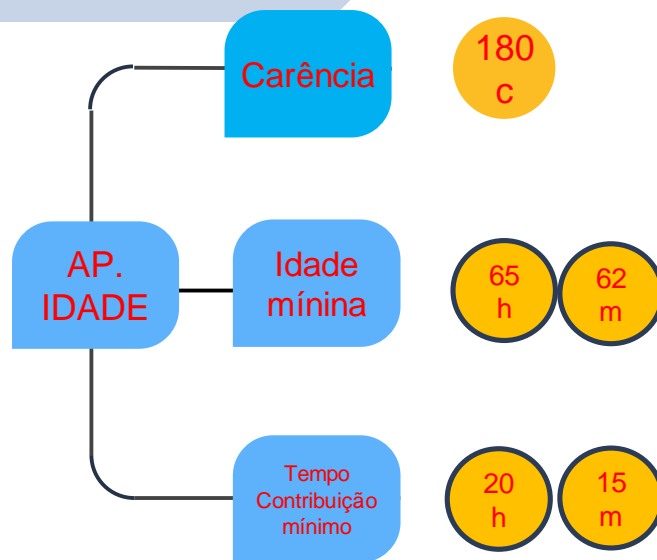 Carência
180
c
AP.
IDADE
Idade
mínina
65
h
62
m
Tempo
Contribuição
mínimo
20
h
15
m